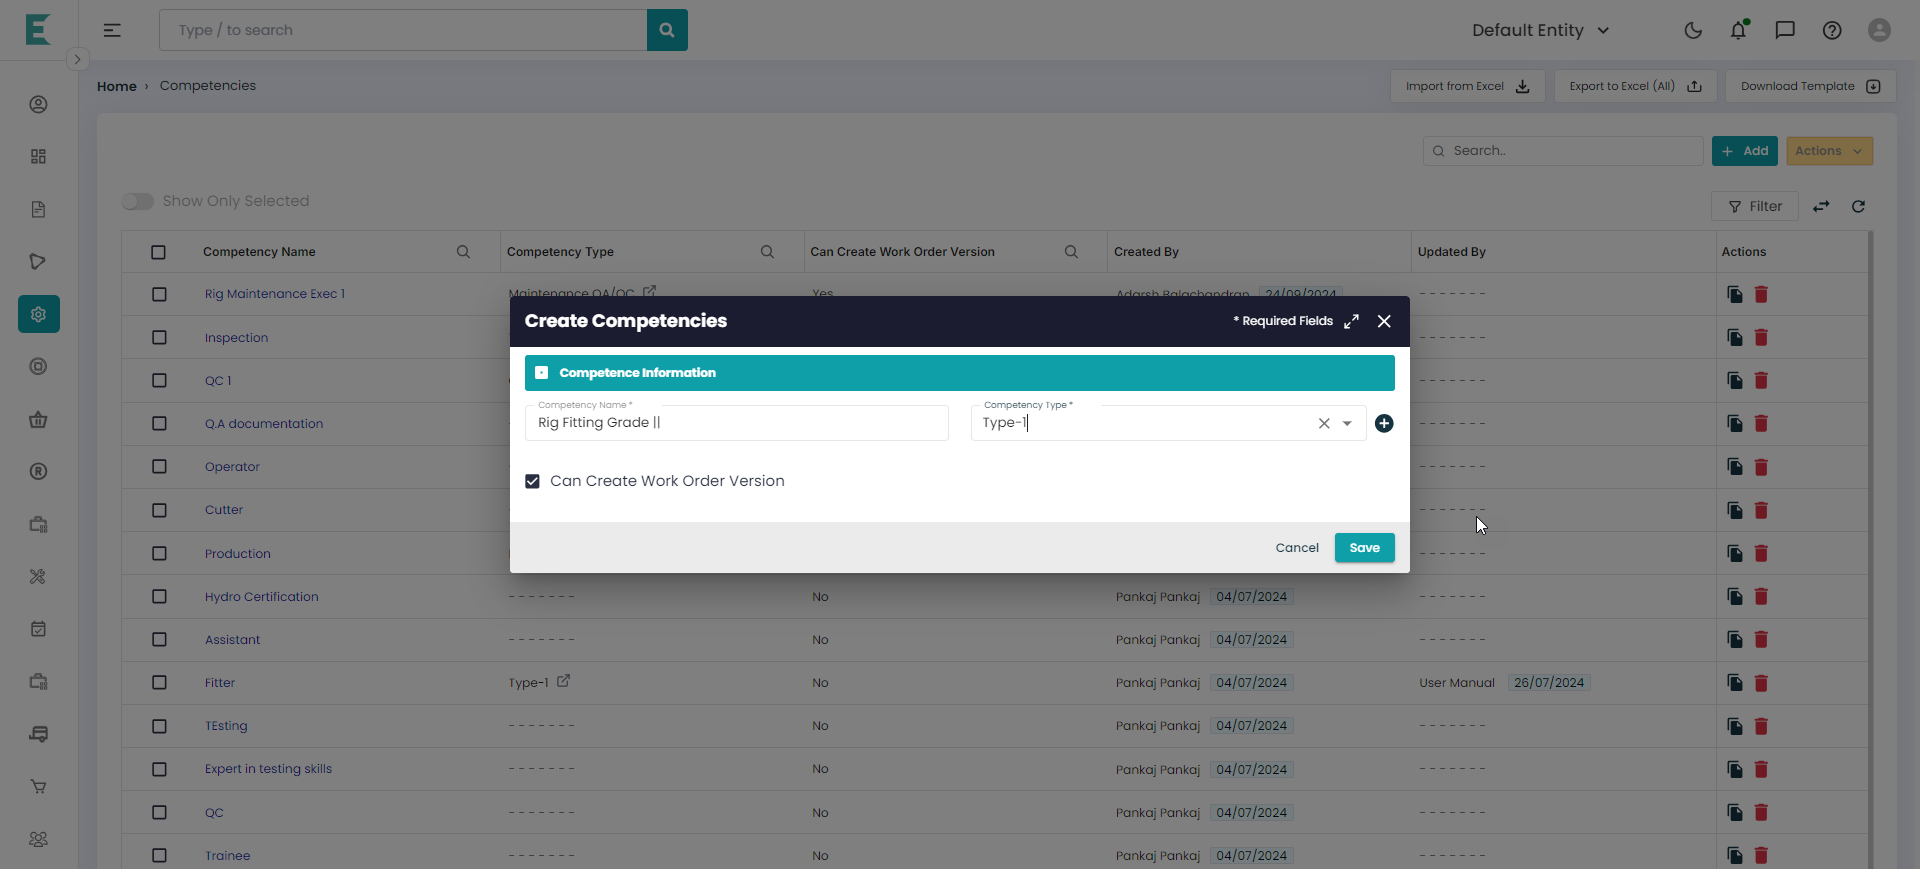 Type / to search
Default Entity
Home › Competencies
Import from Excel
Export to Excel (All)
Download Template
Search..
+ Add
Actions
Show Only Selected
Filter
Competency Name
Competency Type
Can Create Work Order Version
Created By
Updated By
Actions
Rig Maintenance Exec 1
Maintenance QA/QC
Yes
Adarsh Balachandran 24/09/2024
- - - - - - -
Create Competencies
* Required Fields
Inspection
- - - - - - -
Competence Information
QC 1
- - - - - - -
Competency Name *
Rig Fitting Grade ||
Competency Type *
Type-1
Q.A documentation
- - - - - - -
Operator
- - - - - - -
Can Create Work Order Version
Cutter
- - - - - - -
Cancel
Save
Production
- - - - - - -
Hydro Certification - - - - - - - No Pankaj Pankaj 04/07/2024 - - - - - - -
Assistant - - - - - - - No Pankaj Pankaj 04/07/2024 - - - - - - -
Fitter Type-1 No Pankaj Pankaj 04/07/2024 User Manual 26/07/2024
TEsting - - - - - - - No Pankaj Pankaj 04/07/2024 - - - - - - -
Expert in testing skills - - - - - - - No Pankaj Pankaj 04/07/2024 - - - - - - -
QC - - - - - - - No Pankaj Pankaj 04/07/2024 - - - - - - -
Trainee - - - - - - - No Pankaj Pankaj 04/07/2024 - - - - - - -